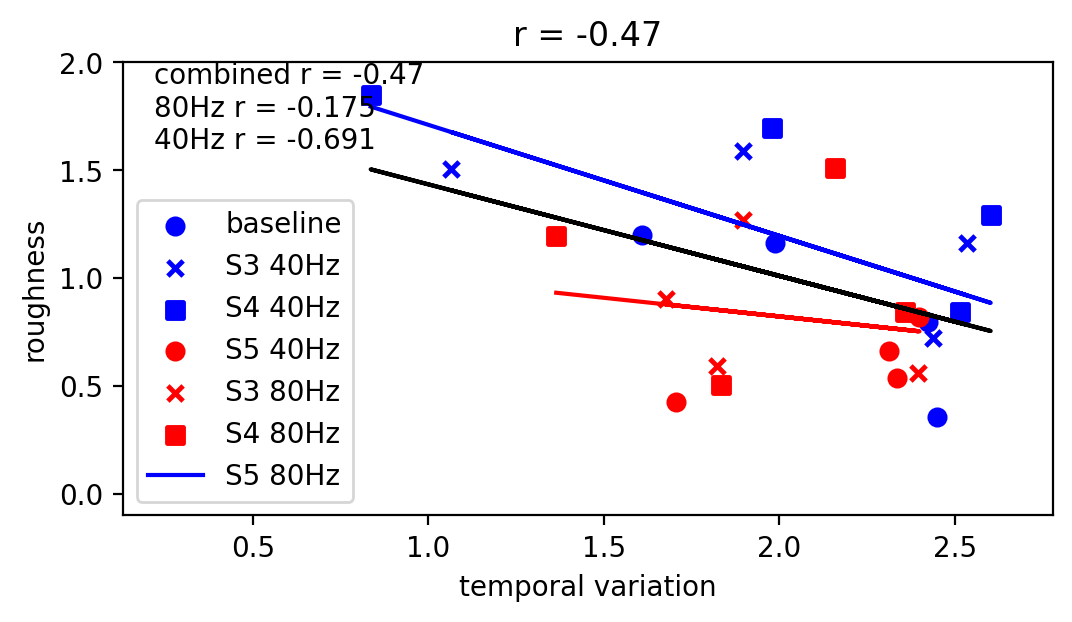 r = -0.47
combined r = -0.47
80Hz r = -0.175
40Hz r = -0.691
baseline
S3 40Hz
S4 40Hz
S5 40Hz
S3 80Hz
S4 80Hz
S5 80Hz
2.0
1.5
1.0
0.5
0.0
roughness
0.5 1.0 1.5 2.0 2.5
temporal variation